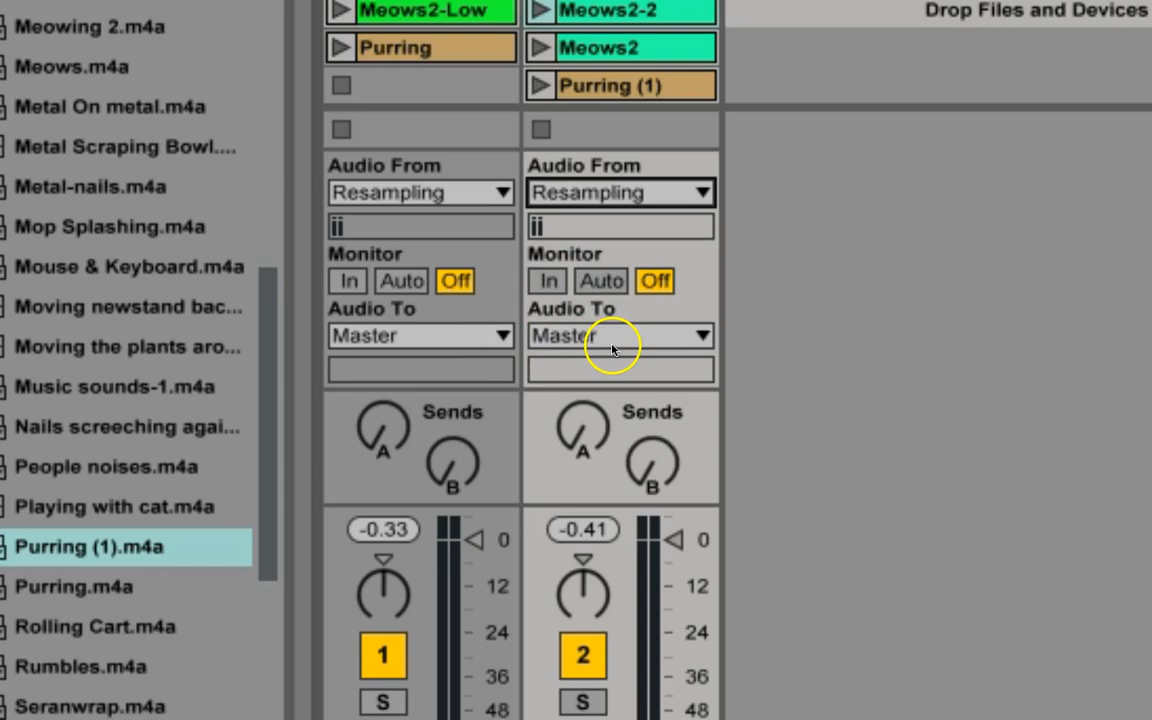 Meowing 2.m4a
Meows.m4a
Metal On metal.m4a
Metal Scraping Bowl....
Metal-nails.m4a
Mop Splashing.m4a
Mouse & Keyboard.m4a
Moving newstand bac...
Moving the plants aro...
Music sounds-1.m4a
Nails screeching agai...
People noises.m4a
Playing with cat.m4a
Purring (1).m4a
Purring.m4a
Rolling Cart.m4a
Rumbles.m4a
Seranwrap.m4a
Meows2-Low
Purring
Audio From
Resampling
ii
Monitor
In Auto Off
Audio To
Master
Sends
A
B
-0.33
0
12
24
36
48
1
S
Meows2-2
Meows2
Purring (1)
Audio From
Resampling
ii
Monitor
In Auto Off
Audio To
Master
Sends
A
B
-0.41
0
12
24
36
48
2
S
Drop Files and Devices